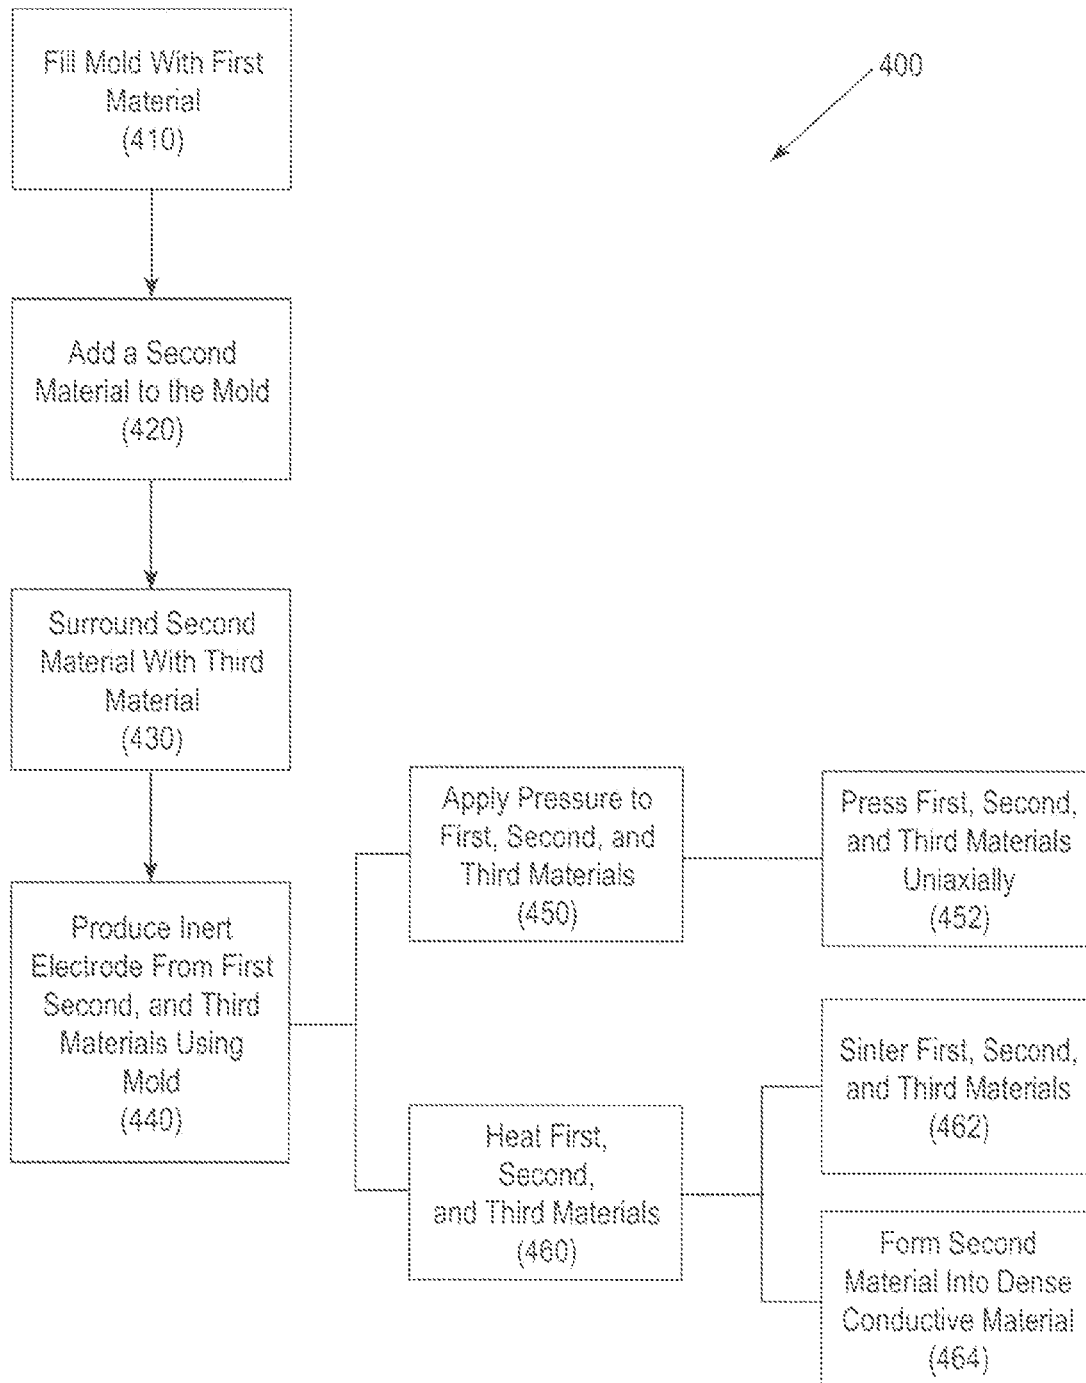 Fill Mold With First
Material
(410)
400
Add a Second
Material to the Mold
(420)
Surround Second
Material With Third
Material
(430)
Produce Inert
Electrode From First
Second, and Third
Materials Using
Mold
(440)
Apply Pressure to
First, Second, and
Third Materials
(450)
Press First, Second,
and Third Materials
Uniaxially
(452)
Heat First,
Second,
and Third Materials
(460)
Sinter First, Second,
and Third Materials
(462)
Form Second
Material Into Dense
Conductive Material
(464)